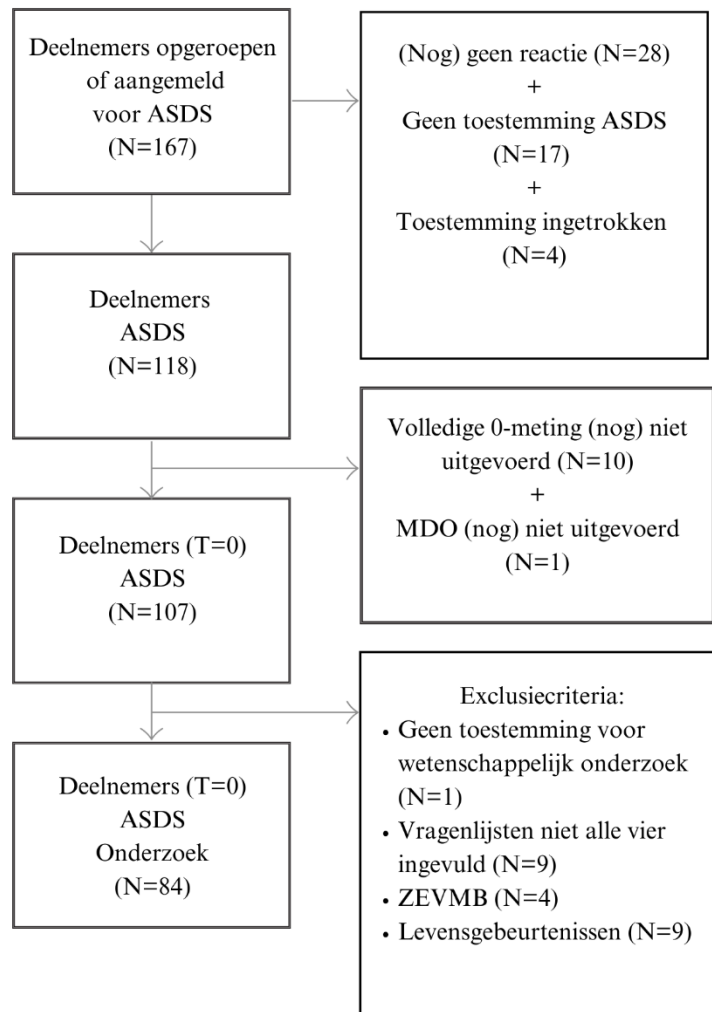 Deelnemers opgeroepen
of aangemeld
voor ASDS
(N=167)
(Nog) geen reactie (N=28)
+
Geen toestemming ASDS
(N=17)
+
Toestemming ingetrokken
(N=4)
Deelnemers
ASDS
(N=118)
Volledige 0-meting (nog) niet
uitgevoerd (N=10)
+
MDO (nog) niet uitgevoerd
(N=1)
Deelnemers (T=0)
ASDS
(N=107)
Exclusiecriteria:
• Geen toestemming voor
wetenschappelijk onderzoek
(N=1)
• Vragenlijsten niet alle vier
ingevuld (N=9)
• ZEVMB (N=4)
• Levensgebeurtenissen (N=9)
Deelnemers (T=0)
ASDS
Onderzoek
(N=84)